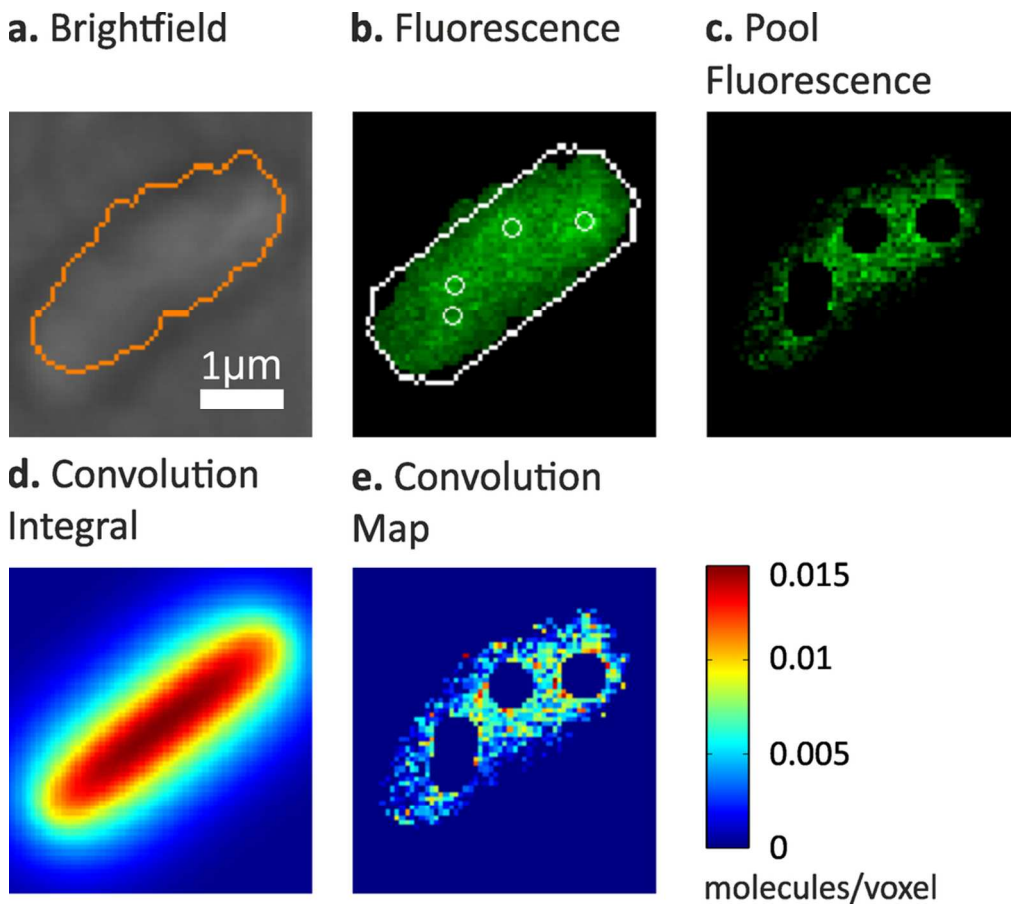 a. Brightfield
b. Fluorescence
c. Pool
Fluorescence
1µm
d. Convolution
Integral
e. Convolution
Map
0.015
0.01
0.005
0
molecules/voxel